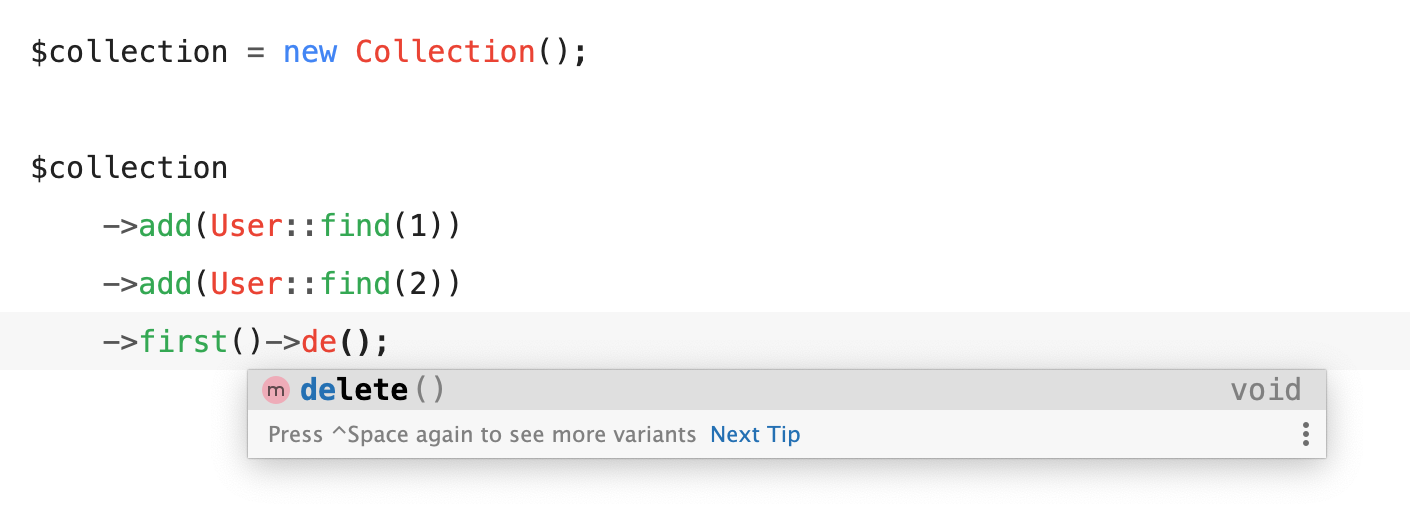 $collection = new Collection();
$collection
->add(User::find(1))
->add(User::find(2))
->first()->de();
m delete() void
Press ^Space again to see more variants Next Tip